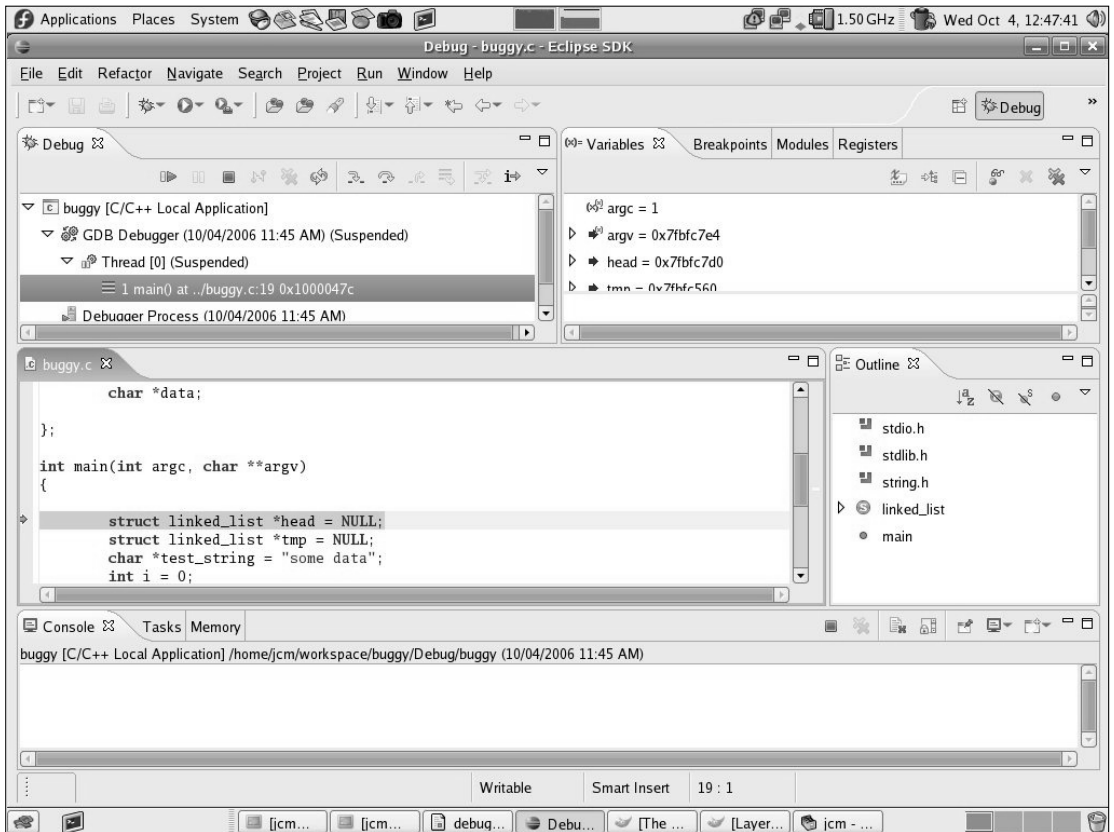 Applications Places System 1.50 GHz Wed Oct 4, 12:47:41
Debug - buggy.c - Eclipse SDK
File Edit Refactor Navigate Search Project Run Window Help
Debug
Debug
buggy [C/C++ Local Application]
GDB Debugger (10/04/2006 11:45 AM) (Suspended)
Thread [0] (Suspended)
1 main() at ../buggy.c:19 0x1000047c
Debugger Process (10/04/2006 11:45 AM)
(x)= Variables Breakpoints Modules Registers
argc = 1
argv = 0x7fbfc7e4
head = 0x7fbfc7d0
tmp = 0x7fbfc560
buggy.c
char *data;
};
int main(int argc, char **argv)
{
struct linked_list *head = NULL;
struct linked_list *tmp = NULL;
char *test_string = "some data";
int i = 0;
Outline
stdio.h
stdlib.h
string.h
linked_list
main
Console Tasks Memory
buggy [C/C++ Local Application] /home/jcm/workspace/buggy/Debug/buggy (10/04/2006 11:45 AM)
Writable Smart Insert 19 : 1
[jcm... [jcm... debug... Debu... [The ... [Layer... jcm - ...